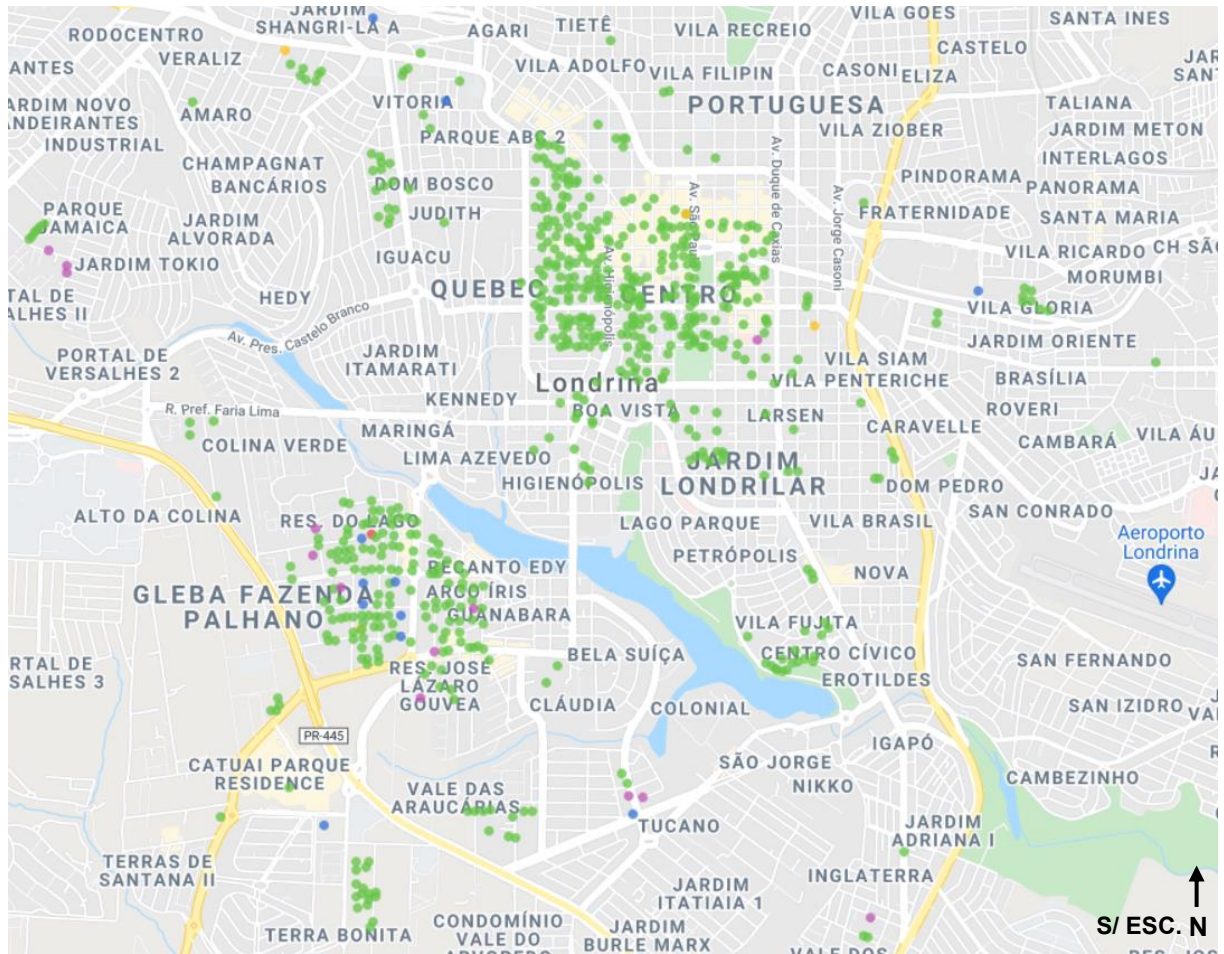 JARDIM
SHANGRI-LÁ A
RODOCENTRO
VERALIZ
AGARI
TIETÊ
VILA RECREIO
VILA GOES
SANTA INES
CASTELO
ANTES
VILA ADOLFO
VILA FILIPIN
CASONI
ELIZA
VITORIA
ARDIM NOVO
ANDEIRANTES
AMARO
PORTUGUESA
TALIANA
INDUSTRIAL
PARQUE ABC 2
VILA ZIOBER
JARDIM METON
INTERLAGOS
CHAMPAGNAT
BANCÁRIOS
DOM BOSCO
Av. Duque de Caxias
PINDORAMA
PANORAMA
PARQUE
JAMAICA
JARDIM
ALVORADA
JUDITH
Av. São Paulo
Av. Jorge Casoni
FRATERNIDADE
SANTA MARIA
JARDIM TOKIO
IGUACU
Av. Higienópolis
VILA RICARDO
CH SÃO
MORUMBI
TAL DE
ALHES II
HEDY
QUEBEC
CENTRO
VILA GLORIA
Av. Pres. Castelo Branco
JARDIM ORIENTE
PORTAL DE
VERSALHES 2
JARDIM
ITAMARATI
Londrina
VILA SIAM
VILA PENTERICHE
BRASÍLIA
R. Pref. Faria Lima
KENNEDY
BOA VISTA
LARSEN
ROVERI
COLINA VERDE
MARINGÁ
CARAVELLE
CAMBARÁ
VILA ÁU
LIMA AZEVEDO
JARDIM
LONDRILAR
HIGIENÓPOLIS
DOM PEDRO
ALTO DA COLINA
RES. DO LAGO
LAGO PARQUE
VILA BRASIL
SAN CONRADO
Aeroporto
Londrina
PETRÓPOLIS
RECANTO EDY
NOVA
GLEBA FAZENDA
PALHANO
ARCO ÍRIS
GUANABARA
VILA FUJITA
RTAL DE
SALHES 3
RES. JOSÉ
LÁZARO
GOUVEA
BELA SUÍÇA
CENTRO CÍVICO
EROTILDES
SAN FERNANDO
CLÁUDIA
COLONIAL
SAN IZIDRO
PR-445
IGAPÓ
CATUAI PARQUE
RESIDENCE
SÃO JORGE
NIKKO
CAMBEZINHO
VALE DAS
ARAUCÁRIAS
TUCANO
JARDIM
ADRIANA I
TERRAS DE
SANTANA II
INGLATERRA
JARDIM
ITATIAIA 1
TERRA BONITA
CONDOMÍNIO
VALE DO
ARVOREDO
JARDIM
BURLE MARX
VALE DOS
S/ ESC. N